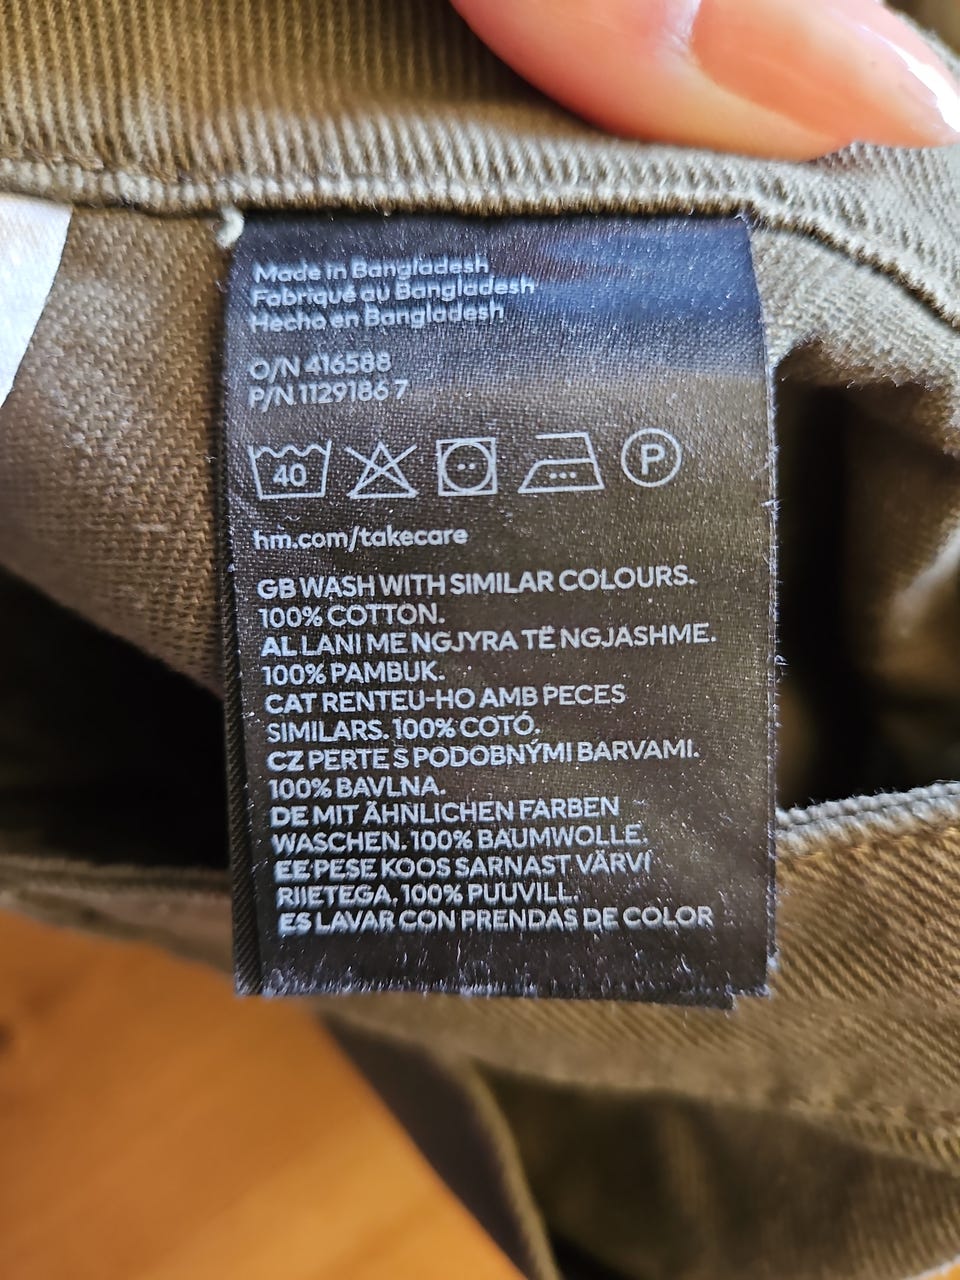 Made in Bangladesh
Fabriqué au Bangladesh
Hecho en Bangladesh
O/N 416588
P/N 1129186 7
40
P
hm.com/takecare
GB WASH WITH SIMILAR COLOURS.
100% COTTON.
AL LANI ME NGJYRA TË NGJASHME.
100% PAMBUK.
CAT RENTEU-HO AMB PECES
SIMILARS. 100% COTÓ.
CZ PERTE S PODOBNÝMI BARVAMI.
100% BAVLNA.
DE MIT ÄHNLICHEN FARBEN
WASCHEN. 100% BAUMWOLLE.
EE PESE KOOS SARNAST VÄRVI
RIIETEGA. 100% PUUVILL.
ES LAVAR CON PRENDAS DE COLOR